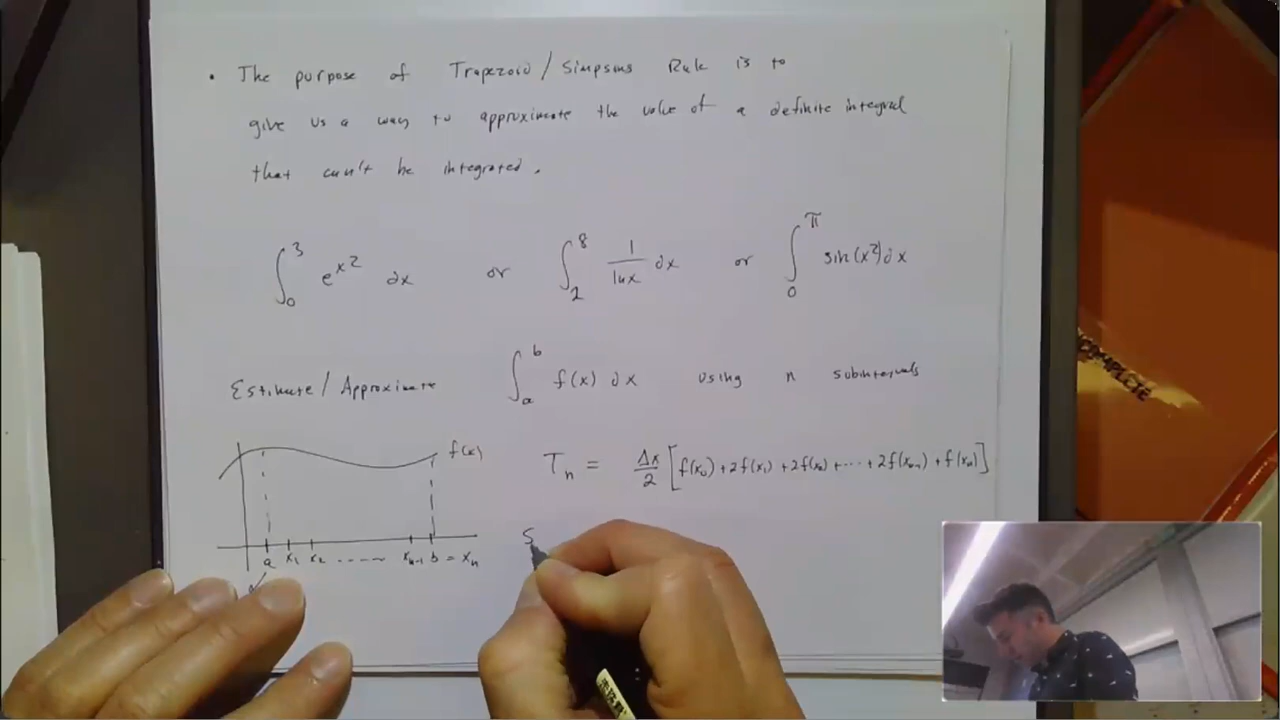 • The purpose of Trapezoid / Simpsons Rule is to
give us a way to approximate the value of a definite integral
that can't be integrated.
∫₀³ e^{x²} dx or ∫₂⁸ 1/ln x dx or ∫₀^π sin(x²) dx
Estimate / Approximate ∫ₐᵇ f(x) dx using n subintervals
f(x)
Tₙ = Δx/2 [f(x₀) + 2f(x₁) + 2f(x₂) + ··· + 2f(xₙ₋₁) + f(xₙ)]
S
a x₁ x₂ ----- xₙ₋₁ b = xₙ
COMPLETE